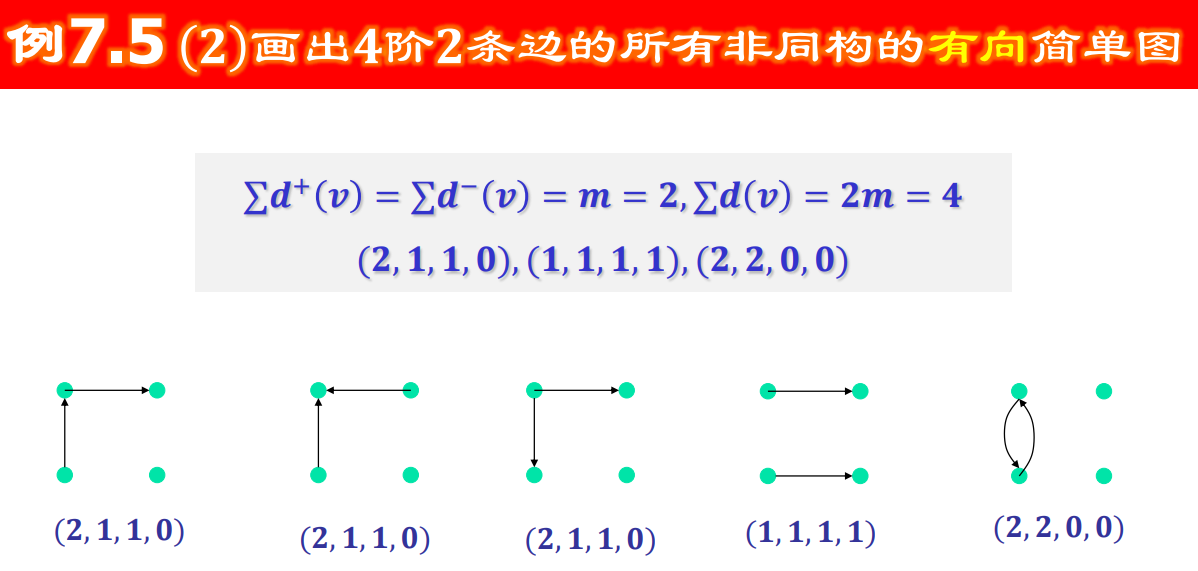 例7.5 (2)画出4阶2条边的所有非同构的有向简单图
∑d⁺(v) = ∑d⁻(v) = m = 2, ∑d(v) = 2m = 4
(2, 1, 1, 0), (1, 1, 1, 1), (2, 2, 0, 0)
(2, 1, 1, 0)
(2, 1, 1, 0)
(2, 1, 1, 0)
(1, 1, 1, 1)
(2, 2, 0, 0)